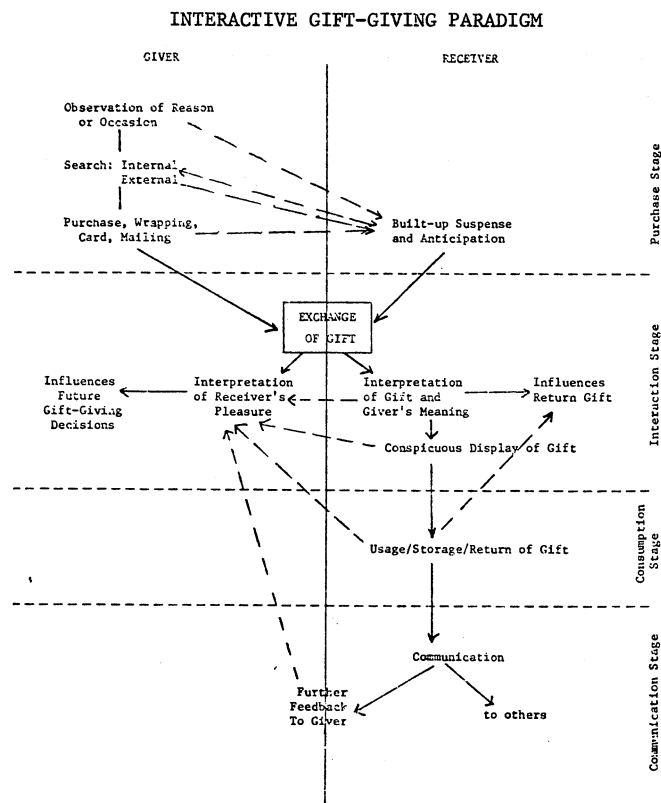 INTERACTIVE GIFT-GIVING PARADIGM
GIVER
RECEIVER
Observation of Reason
or Occasion
Search: Internal
External
Purchase, Wrapping,
Card, Mailing
Built-up Suspense
and Anticipation
Purchase Stage
EXCHANGE
OF GIFT
Influences
Future
Gift-Giving
Decisions
Interpretation
of Receiver's
Pleasure
Interpretation
of Gift and
Giver's Meaning
Influences
Return Gift
Conspicuous Display of Gift
Interaction Stage
Usage/Storage/Return of Gift
Consumption
Stage
Communication
Further
Feedback
To Giver
to others
Communication Stage